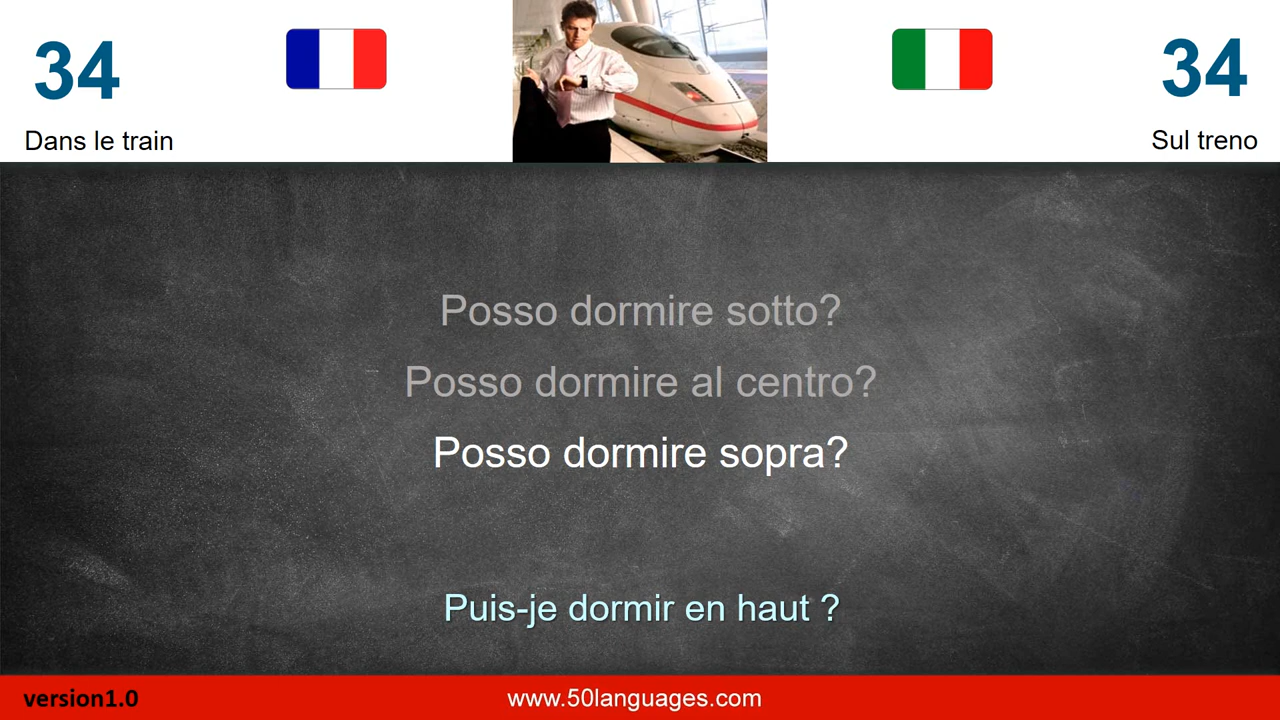 34
34
Dans le train
Sul treno
Posso dormire sotto?
Posso dormire al centro?
Posso dormire sopra?
Puis-je dormir en haut ?
version1.0
www.50languages.com